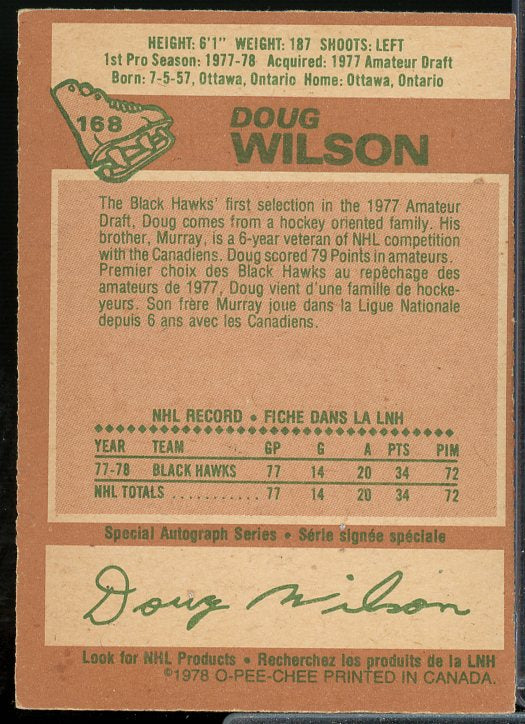 HEIGHT: 6'1" WEIGHT: 187 SHOOTS: LEFT
1st Pro Season: 1977-78 Acquired: 1977 Amateur Draft
Born: 7-5-57, Ottawa, Ontario Home: Ottawa, Ontario
168
DOUG
WILSON
The Black Hawks' first selection in the 1977 Amateur
Draft, Doug comes from a hockey oriented family. His
brother, Murray, is a 6-year veteran of NHL competition
with the Canadiens. Doug scored 79 Points in amateurs.
Premier choix des Black Hawks au repêchage des
amateurs de 1977, Doug vient d'une famille de hocke-
yeurs. Son frère Murray joue dans la Ligue Nationale
depuis 6 ans avec les Canadiens.
NHL RECORD • FICHE DANS LA LNH
YEAR TEAM GP G A PTS PIM
77-78 BLACK HAWKS 77 14 20 34 72
NHL TOTALS ........... 77 14 20 34 72
Special Autograph Series • Série signée spéciale
Doug Wilson
Look for NHL Products • Recherchez les produits de la LNH
©1978 O-PEE-CHEE PRINTED IN CANADA.